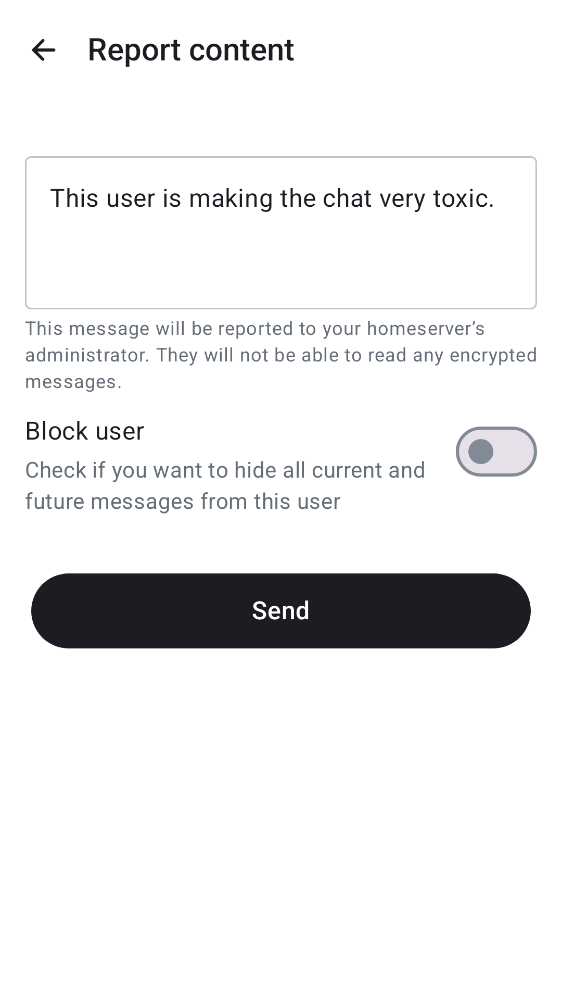 Report content
This user is making the chat very toxic.
This message will be reported to your homeserver’s
administrator. They will not be able to read any encrypted
messages.
Block user
Check if you want to hide all current and
future messages from this user
Send